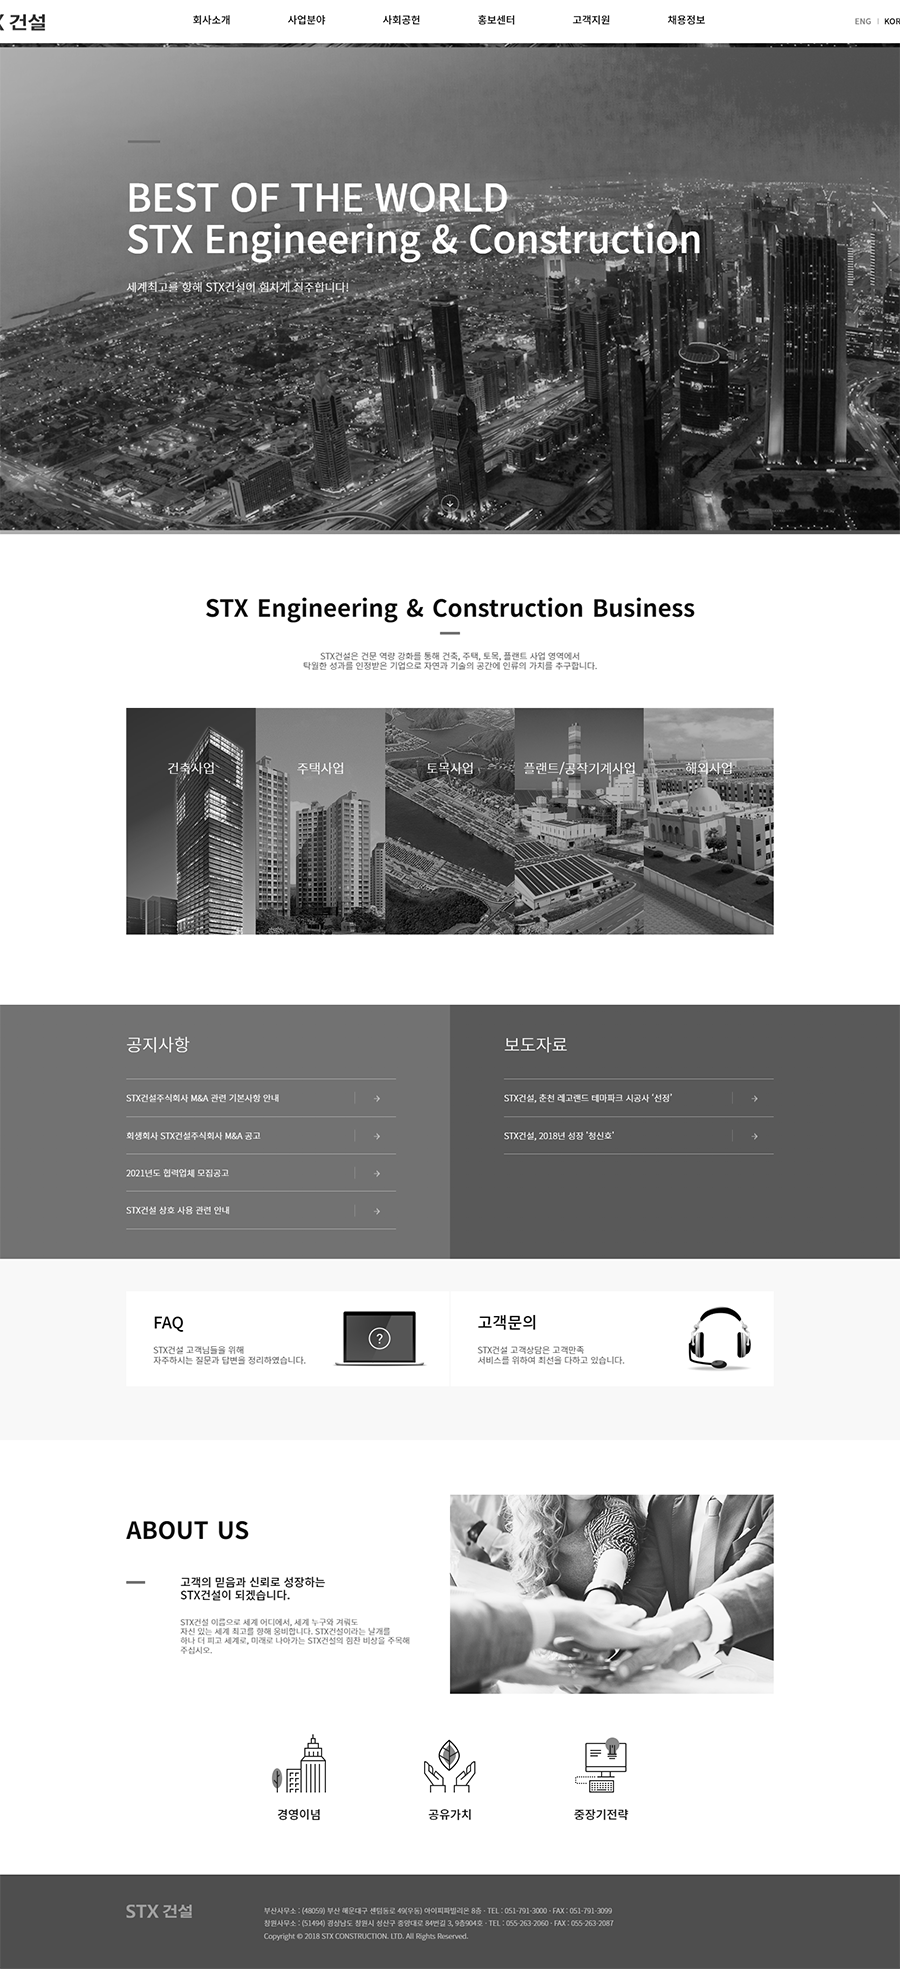 X 건설
회사소개
사업분야
사회공헌
홍보센터
고객지원
채용정보
ENG | KOR
BEST OF THE WORLD
STX Engineering & Construction
세계최고를 향해 STX건설이 힘차게 질주합니다!
STX Engineering & Construction Business
STX건설은 건문 역량 강화를 통해 건축, 주택, 토목, 플랜트 사업 영역에서
탁월한 성과를 인정받은 기업으로 자연과 기술의 공간에 인류의 가치를 추구합니다.
건축사업
주택사업
토목사업
플랜트/공작기계사업
해외사업
공지사항
STX건설주식회사 M&A 관련 기본사항 안내
회생회사 STX건설주식회사 M&A 공고
2021년도 협력업체 모집공고
STX건설 상호 사용 관련 안내
보도자료
STX건설, 춘천 레고랜드 테마파크 시공사 '선정'
STX건설, 2018년 성장 '청신호'
FAQ
STX건설 고객님들을 위해
자주하시는 질문과 답변을 정리하였습니다.
?
고객문의
STX건설 고객상담은 고객만족
서비스를 위하여 최선을 다하고 있습니다.
ABOUT US
고객의 믿음과 신뢰로 성장하는
STX건설이 되겠습니다.
STX건설 이름으로 세계 어디에서, 세계 누구와 겨뤄도
자신 있는 세계 최고를 향해 웅비합니다. STX건설이라는 날개를
하나 더 피고 세계로, 미래로 나아가는 STX건설의 힘찬 비상을 주목해
주십시오.
경영이념
공유가치
중장기전략
STX 건설
부산사무소 : (48059) 부산 해운대구 센텀동로 49(우동) 아이피파빌리온 8층 · TEL : 051-791-3000 · FAX : 051-791-3099
창원사무소 : (51494) 경상남도 창원시 성산구 중앙대로 84번길 3, 9층904호 · TEL : 055-263-2060 · FAX : 055-263-2087
Copyright © 2018 STX CONSTRUCTION. LTD. All Rights Reserved.